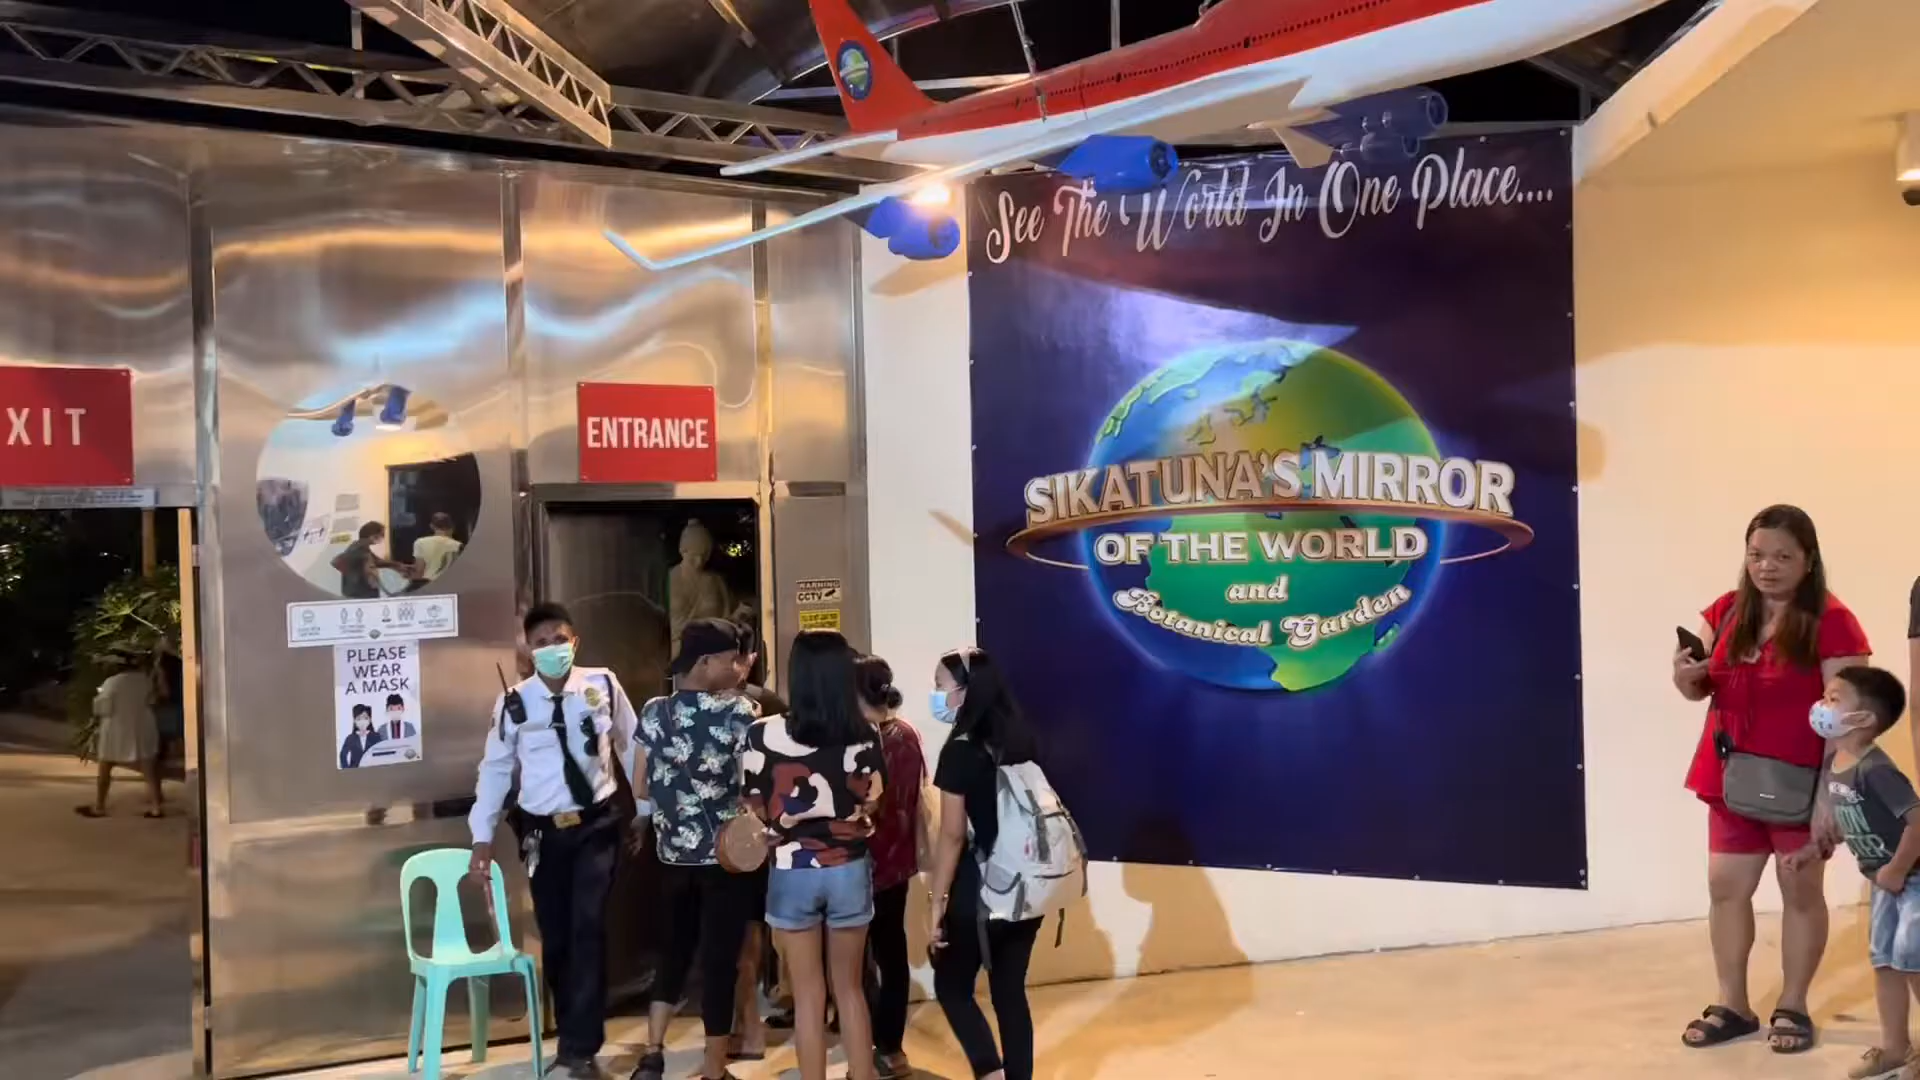 See The World In One Place....
XIT
ENTRANCE
SIKATUNA'S MIRROR
OF THE WORLD
and
Botanical Garden
WARNING
CCTV
PLEASE
WEAR
A MASK